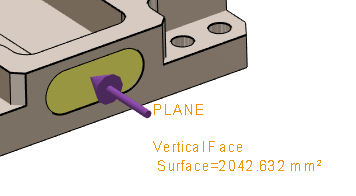 PLANE
Vertical Face
Surface=2042.632 mm²